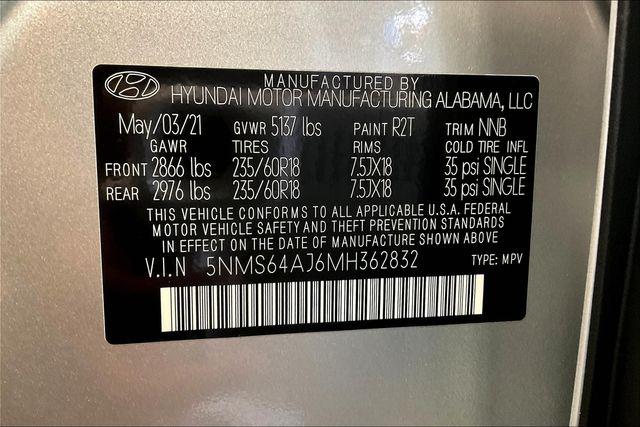 MANUFACTURED BY
HYUNDAI MOTOR MANUFACTURING ALABAMA, LLC
May/03/21 GVWR 5137 lbs PAINT R2T TRIM NNB
GAWR TIRES RIMS COLD TIRE INFL
FRONT 2866 lbs 235/60R18 7.5JX18 35 psi SINGLE
REAR 2976 lbs 235/60R18 7.5JX18 35 psi SINGLE
THIS VEHICLE CONFORMS TO ALL APPLICABLE U.S.A. FEDERAL
MOTOR VEHICLE SAFETY AND THEFT PREVENTION STANDARDS
IN EFFECT ON THE DATE OF MANUFACTURE SHOWN ABOVE
V.I.N 5NMS64AJ6MH362832 TYPE: MPV